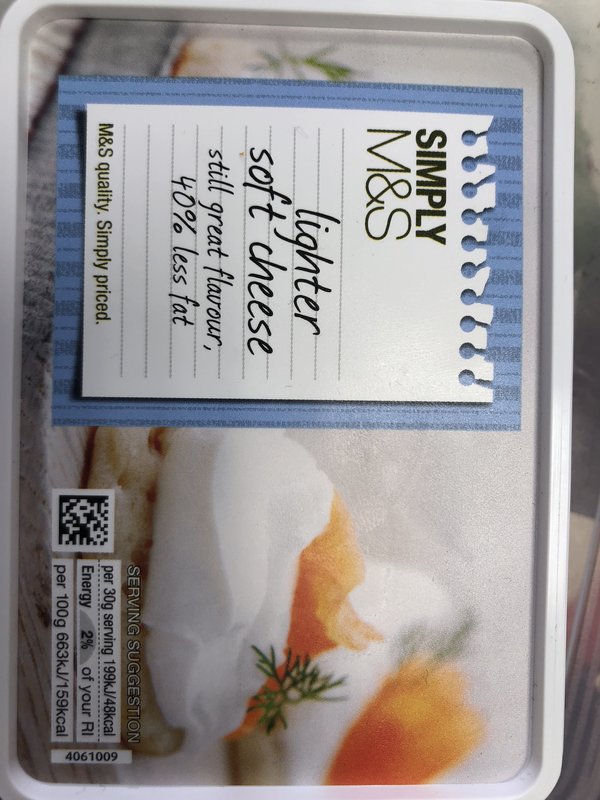 SIMPLY
M&S
lighter
soft cheese
still great flavour,
40% less fat
M&S quality. Simply priced.
SERVING SUGGESTION
per 30g serving 199kJ/48kcal
Energy 2% of your RI
per 100g 663kJ/159kcal
4061009